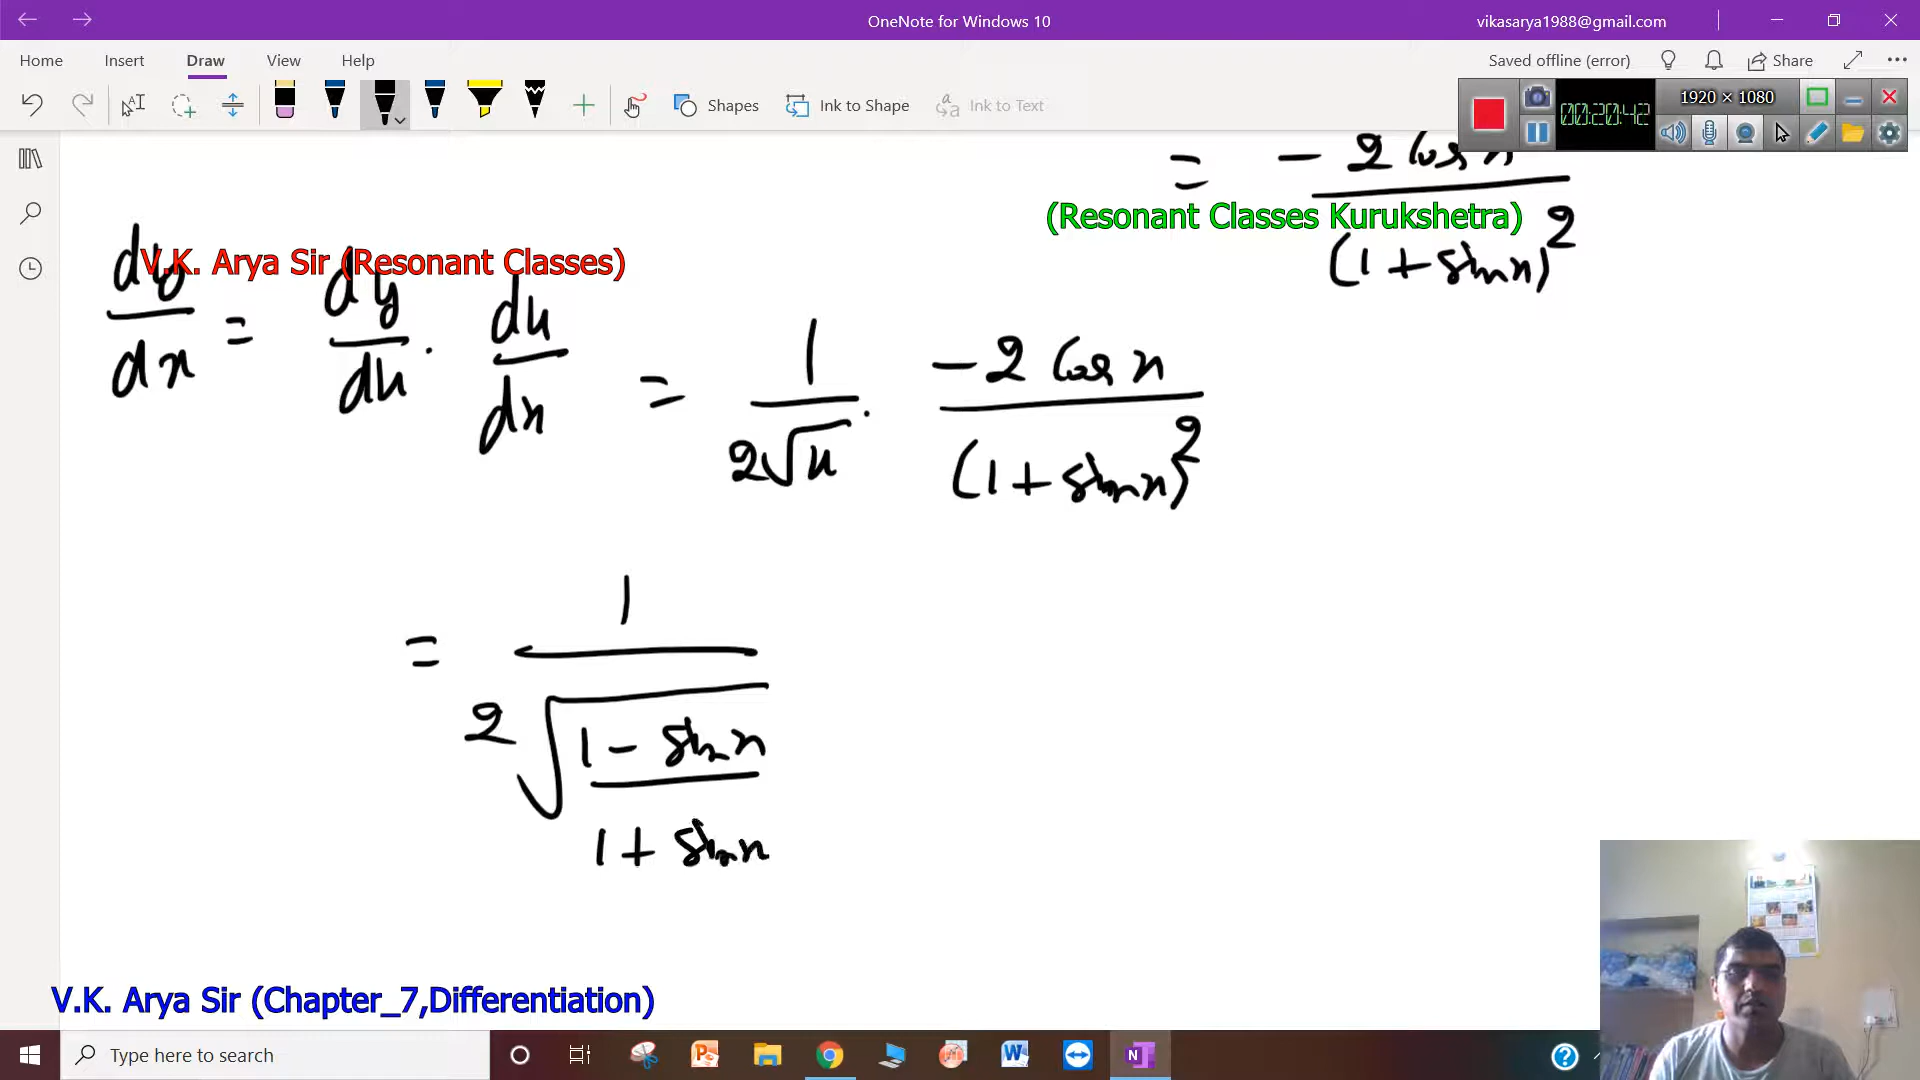 OneNote for Windows 10
vikasarya1988@gmail.com
Home Insert Draw View Help
Saved offline (error) Share
Shapes Ink to Shape Ink to Text
1920 × 1080
00:20:42
= - 2 Cos x / (1 + sin x)^2
(Resonant Classes Kurukshetra)
V.K. Arya Sir (Resonant Classes)
dy/dx = dy/du . du/dx = 1/(2√u) . -2 Cos x / (1 + sin x)^2
= 1 / (2 √((1 - sin x)/(1 + sin x)))
V.K. Arya Sir (Chapter_7,Differentiation)
Type here to search